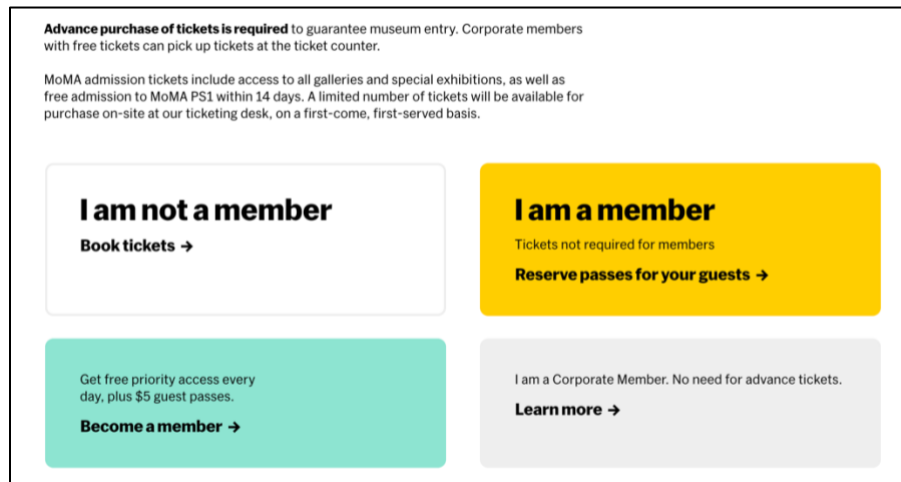 Advance purchase of tickets is required to guarantee museum entry. Corporate members
with free tickets can pick up tickets at the ticket counter.
MoMA admission tickets include access to all galleries and special exhibitions, as well as
free admission to MoMA PS1 within 14 days. A limited number of tickets will be available for
purchase on-site at our ticketing desk, on a first-come, first-served basis.
I am not a member
Book tickets →
I am a member
Tickets not required for members
Reserve passes for your guests →
Get free priority access every
day, plus $5 guest passes.
Become a member →
I am a Corporate Member. No need for advance tickets.
Learn more →